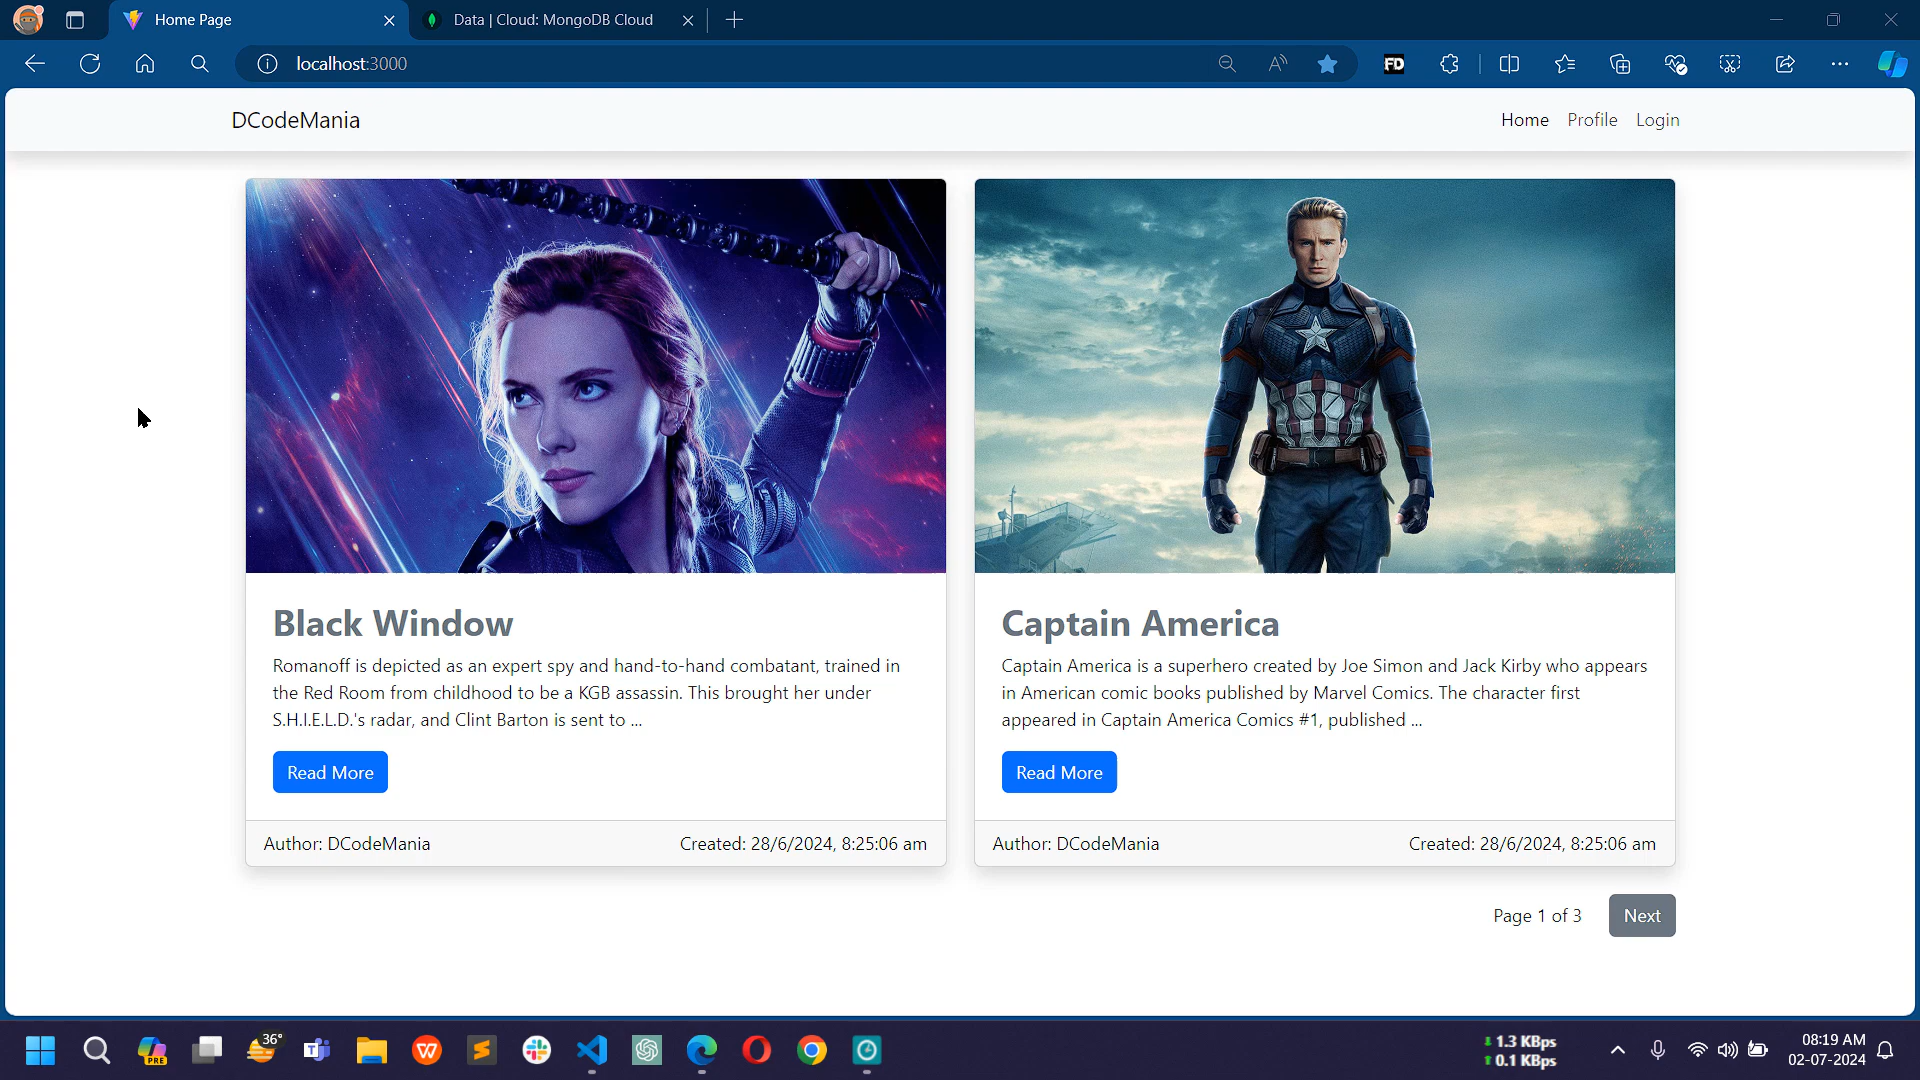 Home Page
Data | Cloud: MongoDB Cloud
localhost:3000
FD
DCodeMania
Home
Profile
Login
Black Window
Romanoff is depicted as an expert spy and hand-to-hand combatant, trained in
the Red Room from childhood to be a KGB assassin. This brought her under
S.H.I.E.L.D.'s radar, and Clint Barton is sent to ...
Read More
Author: DCodeMania
Created: 28/6/2024, 8:25:06 am
Captain America
Captain America is a superhero created by Joe Simon and Jack Kirby who appears
in American comic books published by Marvel Comics. The character first
appeared in Captain America Comics #1, published ...
Read More
Author: DCodeMania
Created: 28/6/2024, 8:25:06 am
Page 1 of 3
Next
PRE
36°
1.3 KBps
0.1 KBps
08:19 AM
02-07-2024